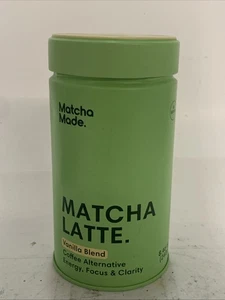 Matcha
Made.
MATCHA
LATTE.
Vanilla Blend
Coffee Alternative
Energy, Focus & Clarity